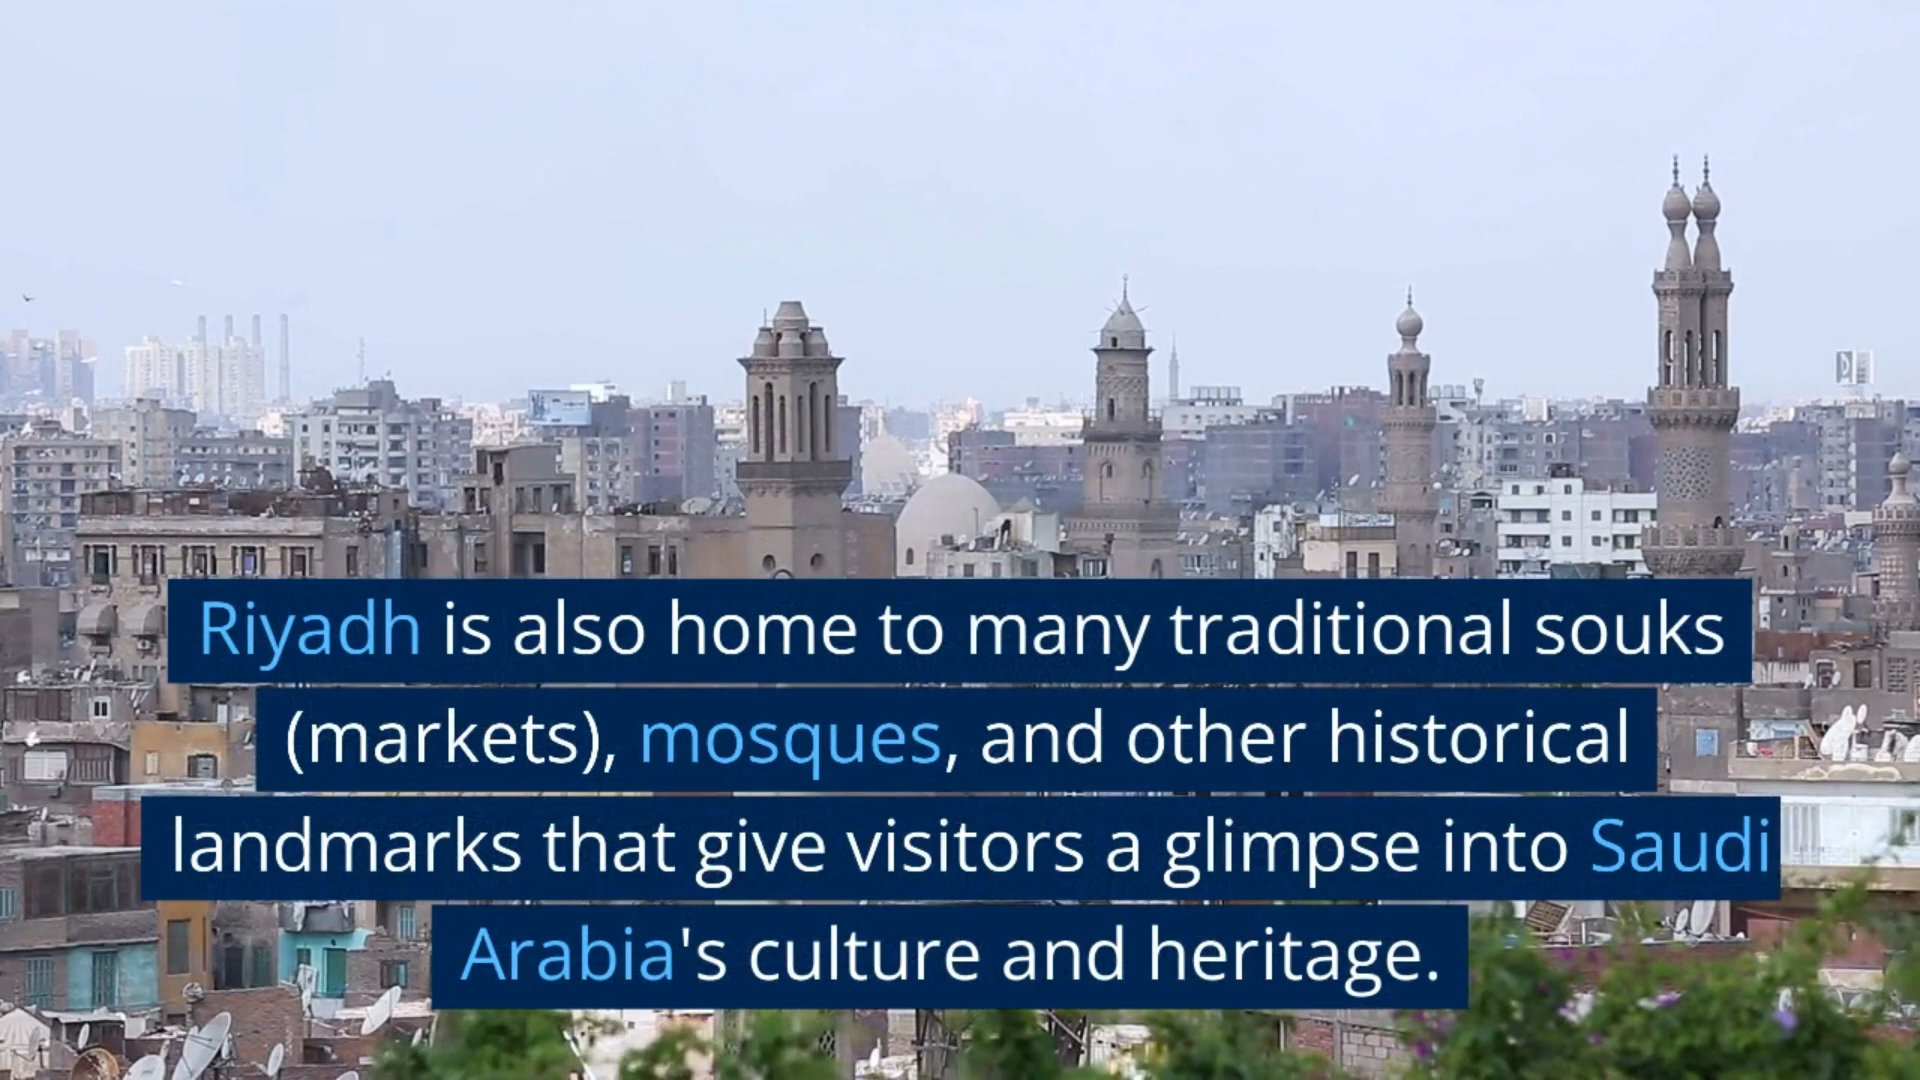 Riyadh is also home to many traditional souks
(markets), mosques, and other historical
landmarks that give visitors a glimpse into Saudi
Arabia's culture and heritage.